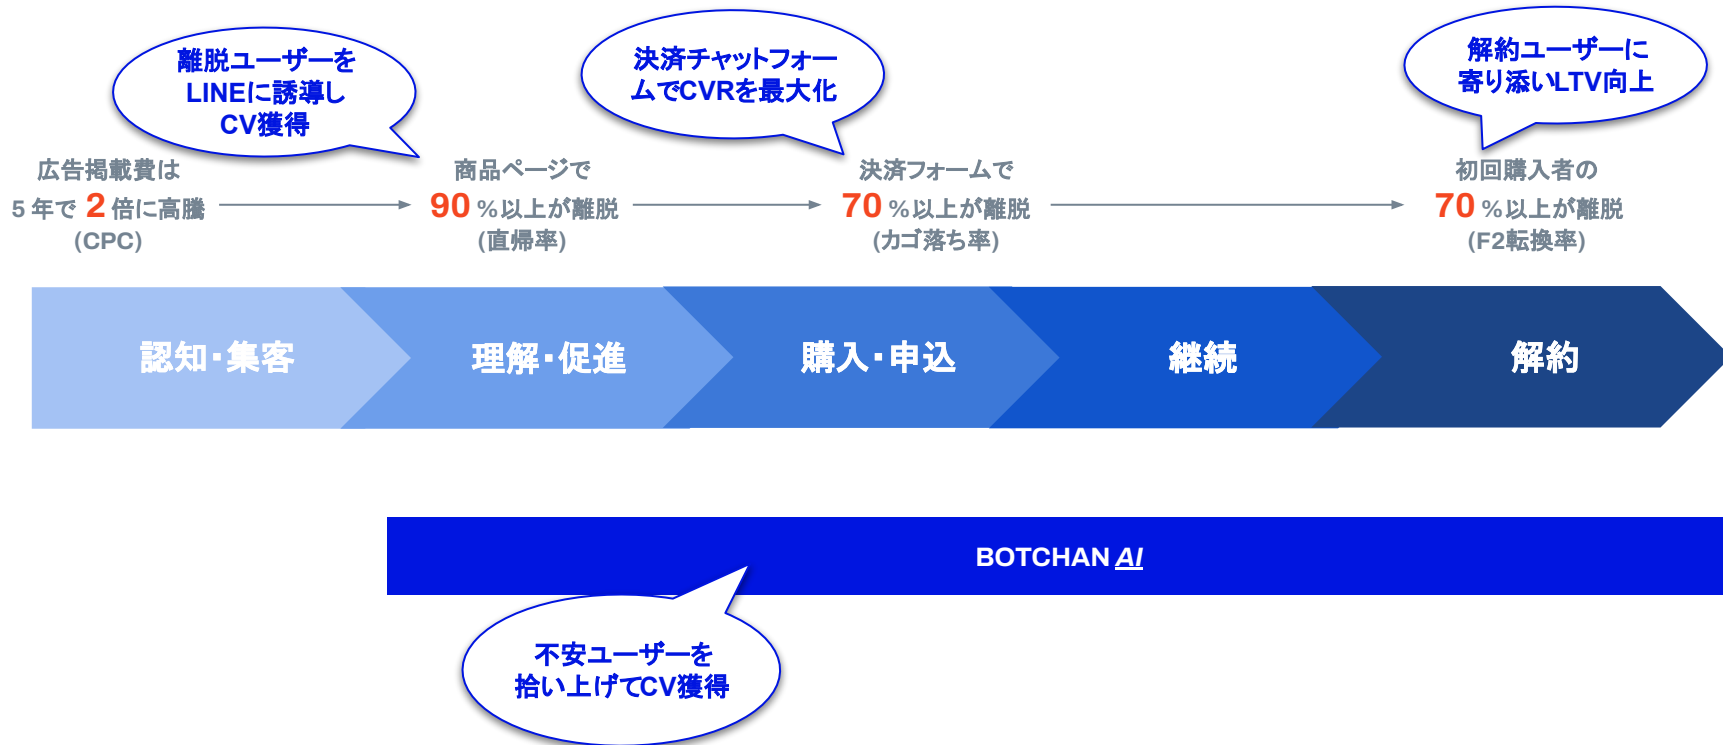 離脱ユーザーを
LINEに誘導し
CV獲得
決済チャットフォー
ムでCVRを最大化
解約ユーザーに
寄り添いLTV向上
広告掲載費は
5 年で 2 倍に高騰
(CPC)
商品ページで
90 %以上が離脱
(直帰率)
決済フォームで
70 %以上が離脱
(カゴ落ち率)
初回購入者の
70 %以上が離脱
(F2転換率)
認知・集客
理解・促進
購入・申込
継続
解約
BOTCHAN AI
不安ユーザーを
拾い上げてCV獲得